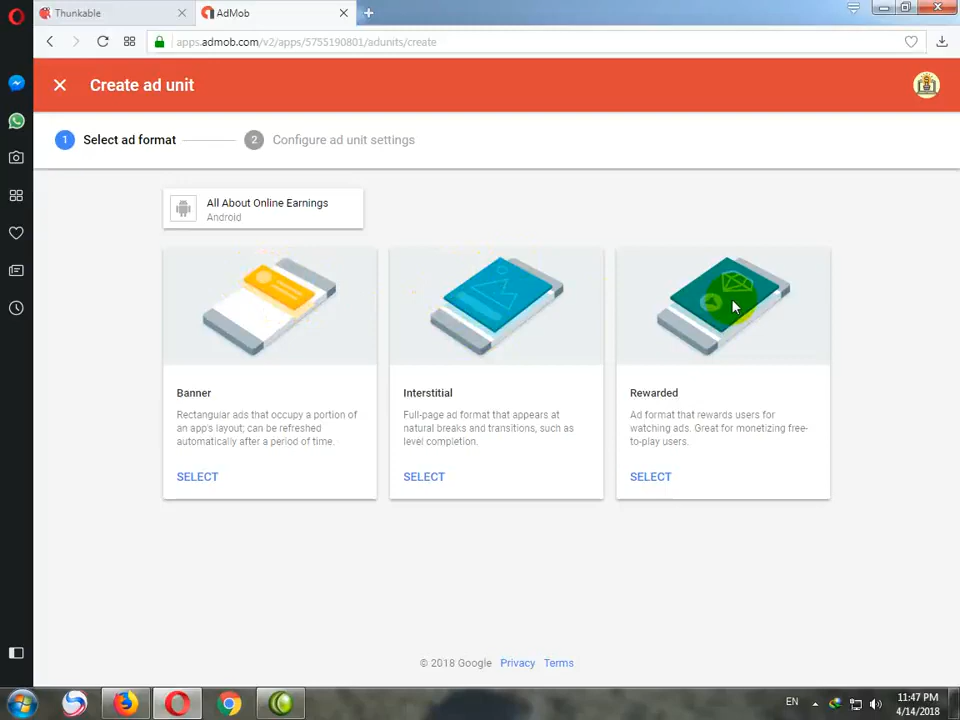 Thunkable
AdMob
apps.admob.com/v2/apps/5755190801/adunits/create
Create ad unit
1 Select ad format
2 Configure ad unit settings
All About Online Earnings
Android
Banner
Rectangular ads that occupy a portion of
an app's layout; can be refreshed
automatically after a period of time.
SELECT
Interstitial
Full-page ad format that appears at
natural breaks and transitions, such as
level completion.
SELECT
Rewarded
Ad format that rewards users for
watching ads. Great for monetizing free-
to-play users.
SELECT
© 2018 Google Privacy Terms
EN
11:47 PM
4/14/2018